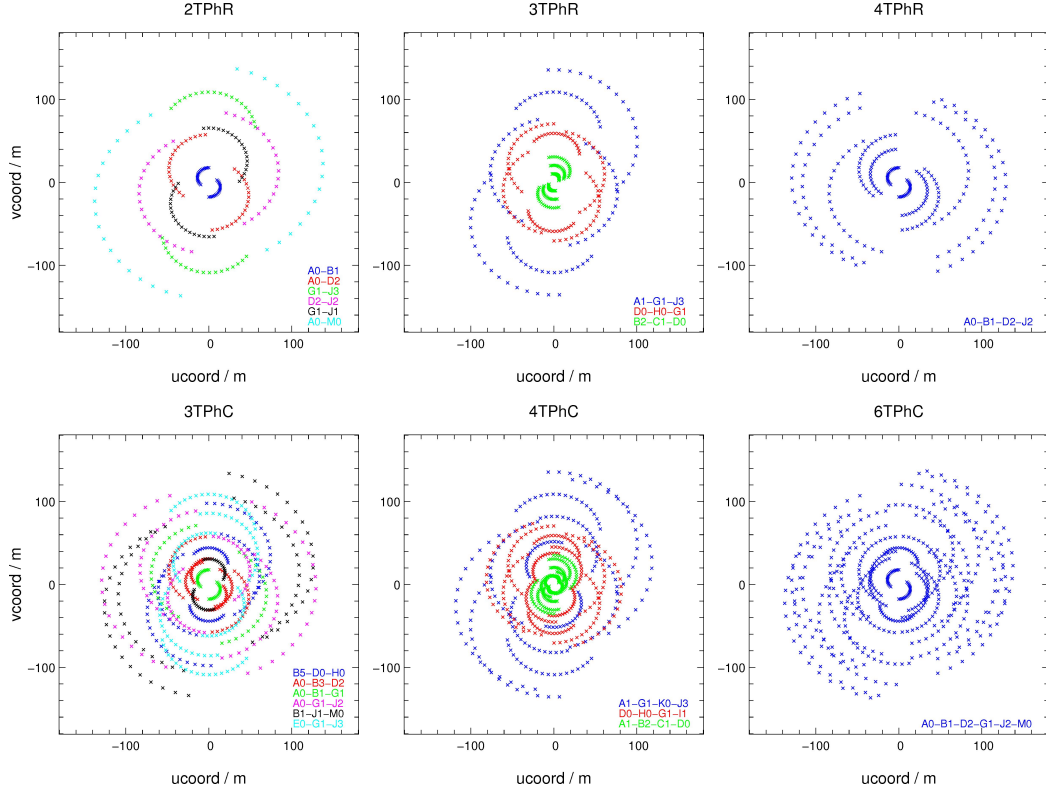 2TPhR
3TPhR
4TPhR
vcoord / m
100
0
−100
A0−B1
A0−D2
G1−J3
D2−J2
G1−J1
A0−M0
−100
0
100
ucoord / m
100
0
−100
A1−G1−J3
D0−H0−G1
B2−C1−D0
−100
0
100
ucoord / m
100
0
−100
A0−B1−D2−J2
−100
0
100
ucoord / m
3TPhC
4TPhC
6TPhC
vcoord / m
100
0
−100
B5−D0−H0
A0−B3−D2
A0−B1−G1
A0−G1−J2
B1−J1−M0
E0−G1−J3
−100
0
100
ucoord / m
100
0
−100
A1−G1−K0−J3
D0−H0−G1−I1
A1−B2−C1−D0
−100
0
100
ucoord / m
100
0
−100
A0−B1−D2−G1−J2−M0
−100
0
100
ucoord / m